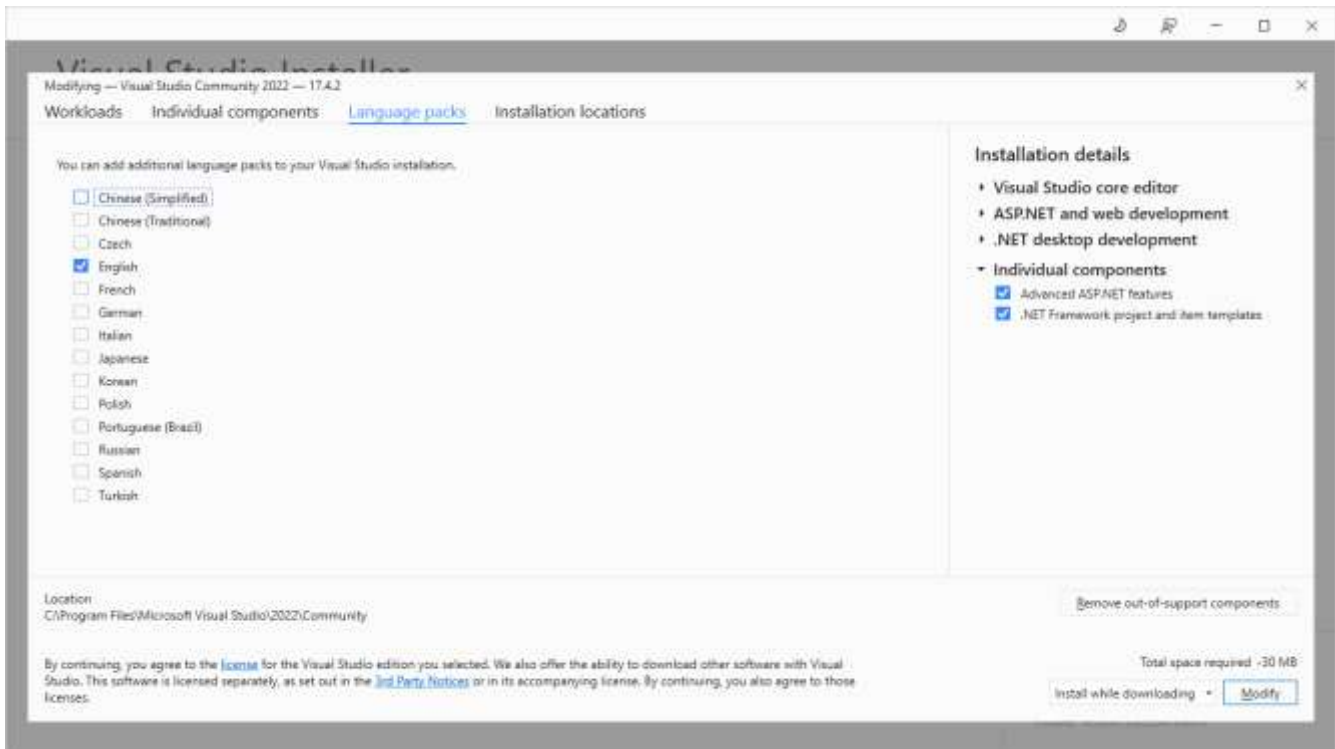 Visual Studio Installer
Modifying — Visual Studio Community 2022 — 17.4.2
Workloads Individual components Language packs Installation locations
You can add additional language packs to your Visual Studio installation.
Chinese (Simplified)
Chinese (Traditional)
Czech
English
French
German
Italian
Japanese
Korean
Polish
Portuguese (Brazil)
Russian
Spanish
Turkish
Installation details
Visual Studio core editor
ASP.NET and web development
.NET desktop development
Individual components
Advanced ASP.NET features
.NET Framework project and item templates
Location
C:\Program Files\Microsoft Visual Studio\2022\Community
Remove out-of-support components
By continuing, you agree to the license for the Visual Studio edition you selected. We also offer the ability to download other software with Visual
Studio. This software is licensed separately, as set out in the 3rd Party Notices or in its accompanying license. By continuing, you also agree to those
licenses.
Total space required -30 MB
Install while downloading Modify